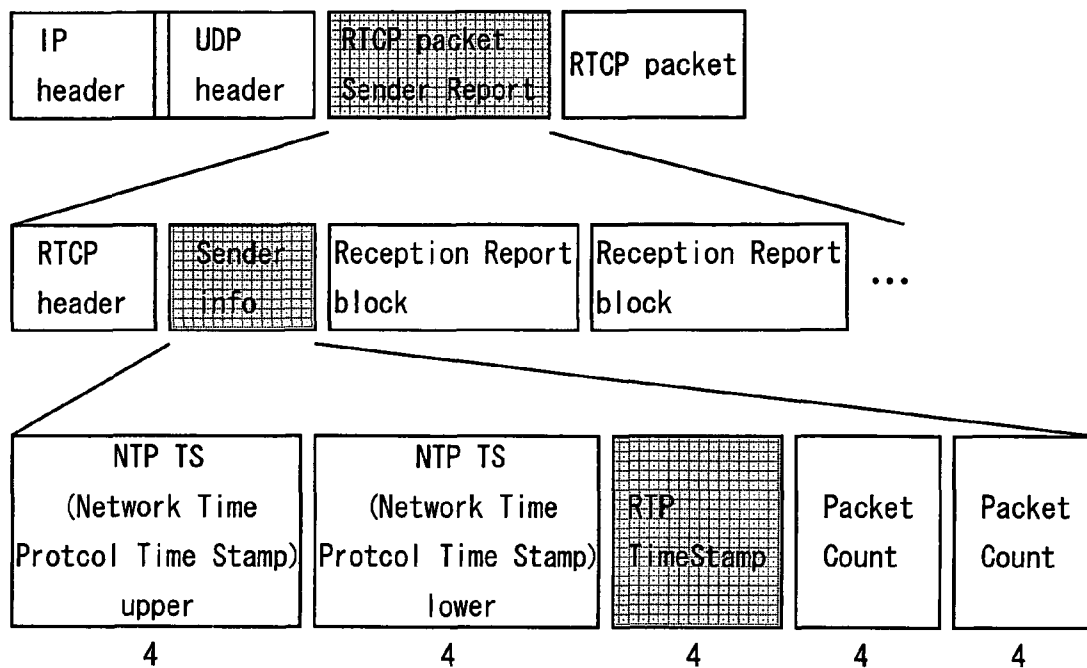 IP
header
UDP
header
RTCP packet
Sender Report
RTCP packet
RTCP
header
Sender
info
Reception Report
block
Reception Report
block
...
NTP TS
(Network Time
Protcol Time Stamp)
upper
NTP TS
(Network Time
Protcol Time Stamp)
lower
RTP
TimeStamp
Packet
Count
Packet
Count
4
4
4
4
4